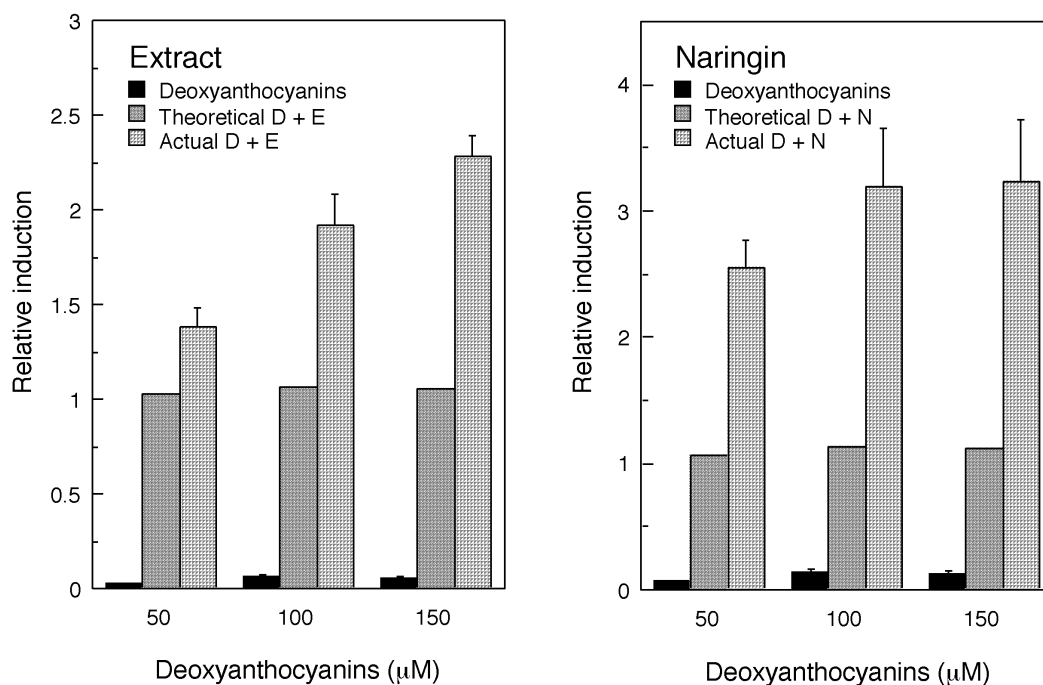 Extract
Deoxyanthocyanins
Theoretical D + E
Actual D + E
3
2.5
2
1.5
1
0.5
0
Relative induction
50 100 150
Deoxyanthocyanins (μM)
Naringin
Deoxyanthocyanins
Theoretical D + N
Actual D + N
4
3
2
1
0
Relative induction
50 100 150
Deoxyanthocyanins (μM)